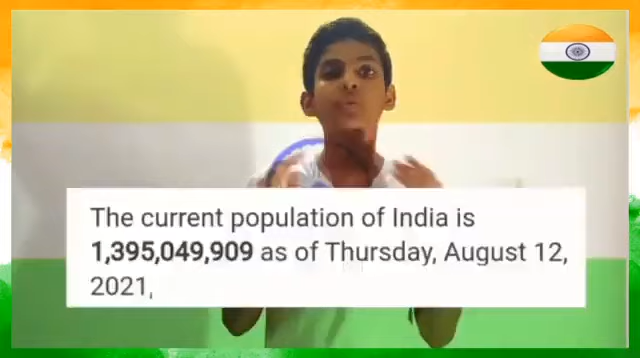 The current population of India is
1,395,049,909 as of Thursday, August 12,
2021,